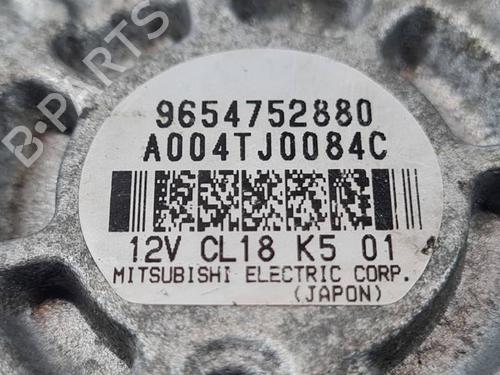 B-PARTS
9654752880
A004TJ0084C
12V CL18 K5 01
MITSUBISHI ELECTRIC CORP.
(JAPON)